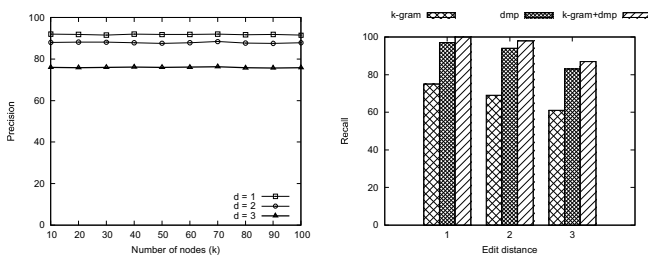 100
80
60
40
20
0
Precision
10 20 30 40 50 60 70 80 90 100
Number of nodes (k)
d = 1
d = 2
d = 3
k-gram dmp k-gram+dmp
100
80
60
40
20
0
Recall
1 2 3
Edit distance